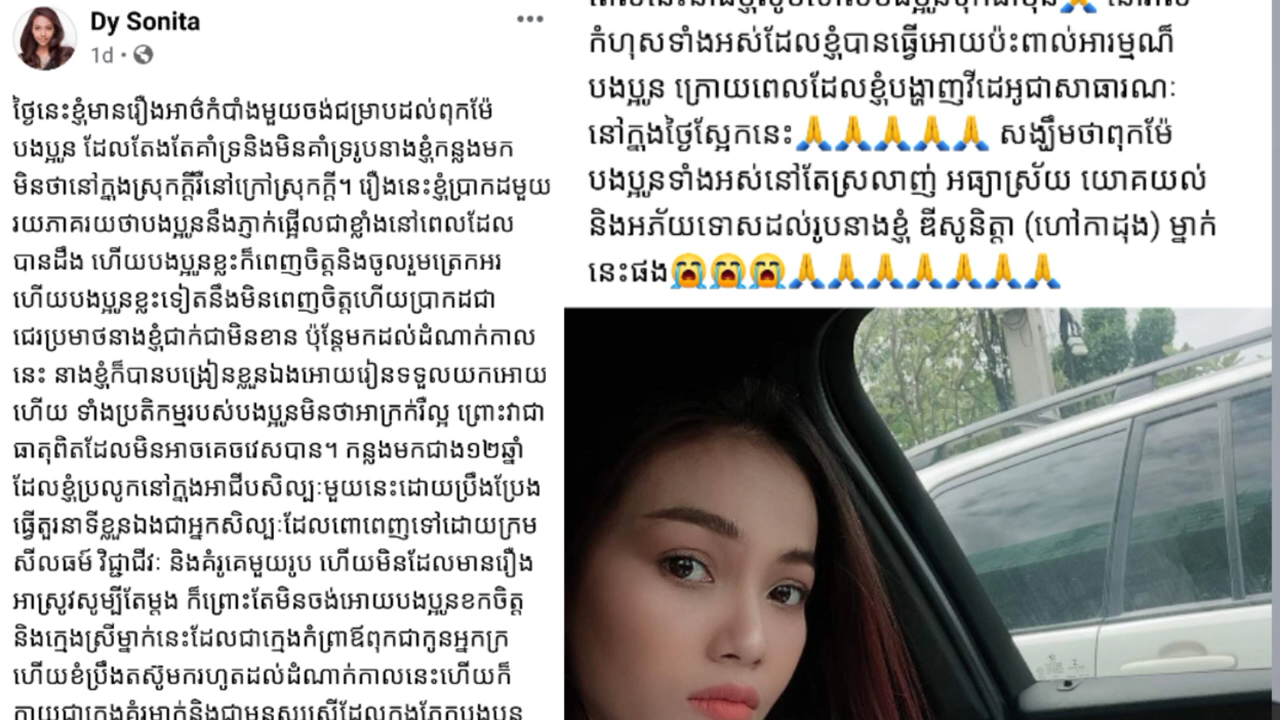 Dy Sonita
1d
ថ្ងៃនេះខ្ញុំមានរឿងអាថ៌កំបាំងមួយចង់ជម្រាបដល់ពុកម៉ែ
បងប្អូន ដែលតែងតែគាំទ្រនិងមិនគាំទ្ររូបនាងខ្ញុំកន្លងមក
មិនថានៅក្នុងស្រុកក្ដីរឺនៅក្រៅស្រុកក្ដី។ រឿងនេះខ្ញុំប្រាកដមួយ
រយភាគរយថាបងប្អូននឹងភ្ញាក់ផ្អើលជាខ្លាំងនៅពេលដែល
បានដឹង ហើយបងប្អូនខ្លះក៏ពេញចិត្តនិងចូលរួមត្រេកអរ
ហើយបងប្អូនខ្លះទៀតនឹងមិនពេញចិត្តហើយប្រាកដជា
ជេរប្រមាថនាងខ្ញុំជាក់ជាមិនខាន ប៉ុន្តែមកដល់ដំណាក់កាល
នេះ នាងខ្ញុំក៏បានបង្រៀនខ្លួនឯងអោយរៀនទទួលយកអោយ
ហើយ ទាំងប្រតិកម្មរបស់បងប្អូនមិនថាអាក្រក់រឺល្អ ព្រោះវាជា
ធាតុពិតដែលមិនអាចគេចវេសបាន។ កន្លងមកជាង១២ឆ្នាំ
ដែលខ្ញុំប្រលូកនៅក្នុងអាជីបសិល្បៈមួយនេះដោយប្រឹងប្រែង
ធ្វើតួរនាទីខ្លួនឯងជាអ្នកសិល្បៈដែលពោពេញទៅដោយក្រម
សីលធម៍ វិជ្ជាជីវៈ និងគំរូគេមួយរូប ហើយមិនដែលមានរឿង
អាស្រូវសូម្បីតែម្ដង ក៏ព្រោះតែមិនចង់អោយបងប្អូនខកចិត្ត
និងក្មេងស្រីម្នាក់នេះដែលជាក្មេងកំព្រាឪពុកជាកូនអ្នកក្រ
ហើយខំប្រឹងតស៊ូមករហូតដល់ដំណាក់កាលនេះហើយក៏
កំហុសទាំងអស់ដែលខ្ញុំបានធ្វើអោយប៉ះពាល់អារម្មណ៏
បងប្អូន ក្រោយពេលដែលខ្ញុំបង្ហាញវីដេអូជាសាធារណៈ
នៅក្នុងថ្ងៃស្អែកនេះ🙏🙏🙏🙏🙏 សង្ឃឹមថាពុកម៉ែ
បងប្អូនទាំងអស់នៅតែស្រលាញ់ អធ្យាស្រ័យ យោគយល់
និងអភ័យទោសដល់រូបនាងខ្ញុំ ឌីសូនិត្តា (ហៅកាដុង) ម្នាក់
នេះផង😭😭😭🙏🙏🙏🙏🙏🙏🙏